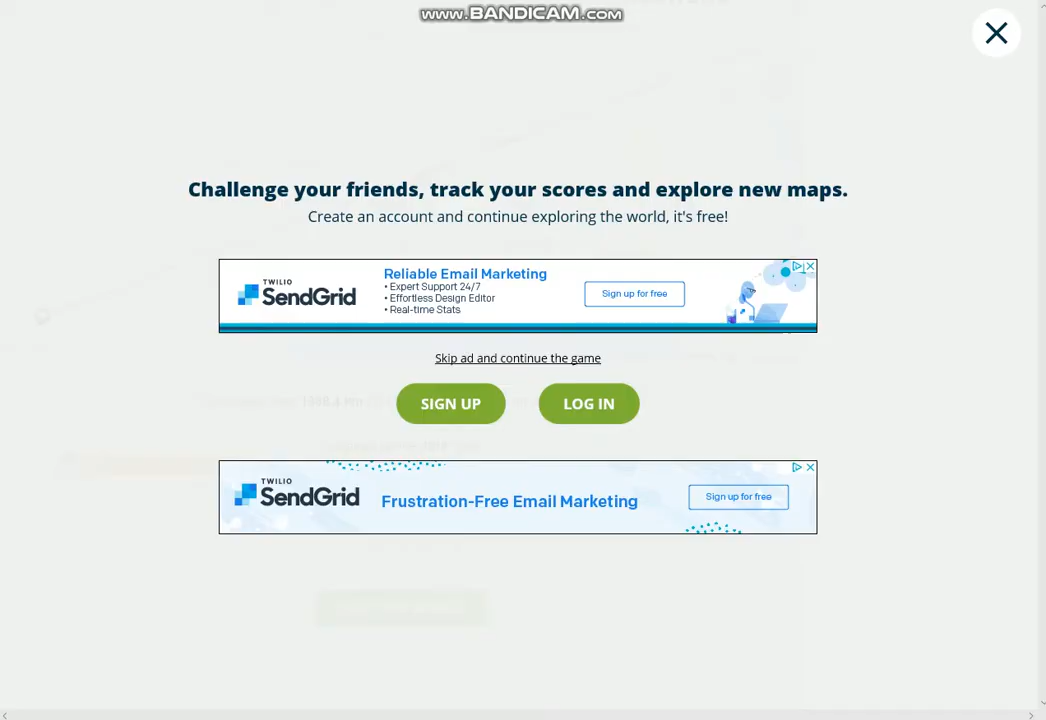 www.BANDICAM.com
Challenge your friends, track your scores and explore new maps.
Create an account and continue exploring the world, it's free!
TWILIO
SendGrid
Reliable Email Marketing
• Expert Support 24/7
• Effortless Design Editor
• Real-time Stats
Sign up for free
Skip ad and continue the game
SIGN UP
LOG IN
TWILIO
SendGrid
Frustration-Free Email Marketing
Sign up for free